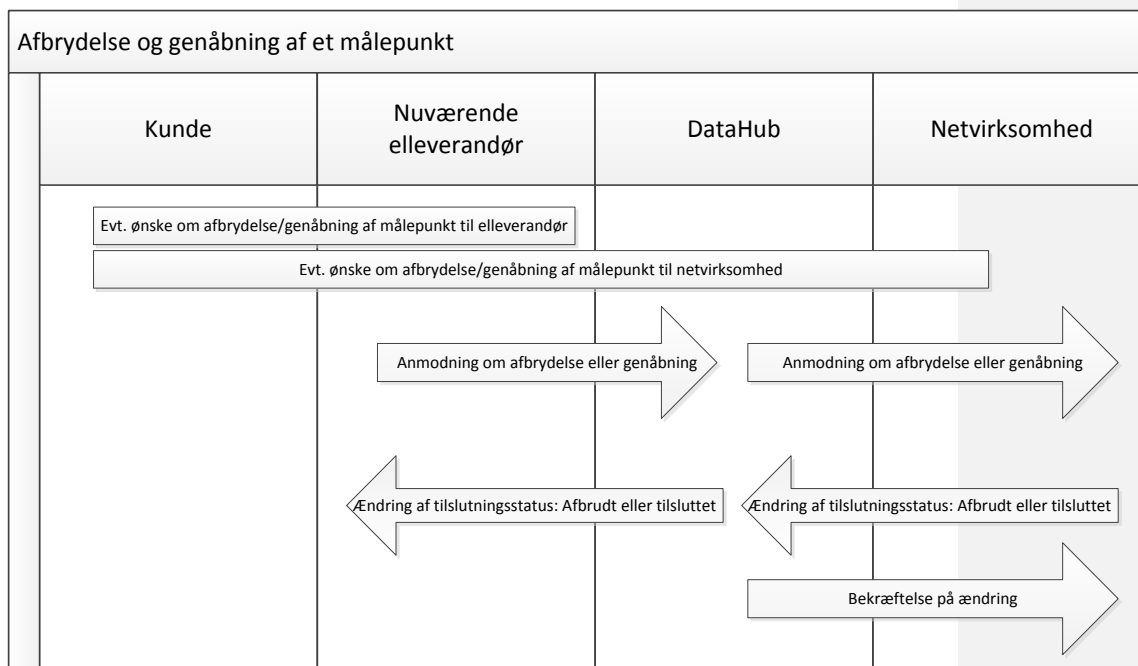 Afbrydelse og genåbning af et målepunkt
Kunde
Nuværende
elleverandør
DataHub
Netvirksomhed
Evt. ønske om afbrydelse/genåbning af målepunkt til elleverandør
Evt. ønske om afbrydelse/genåbning af målepunkt til netvirksomhed
Anmodning om afbrydelse eller genåbning
Anmodning om afbrydelse eller genåbning
Ændring af tilslutningsstatus: Afbrudt eller tilsluttet
Ændring af tilslutningsstatus: Afbrudt eller tilsluttet
Bekræftelse på ændring